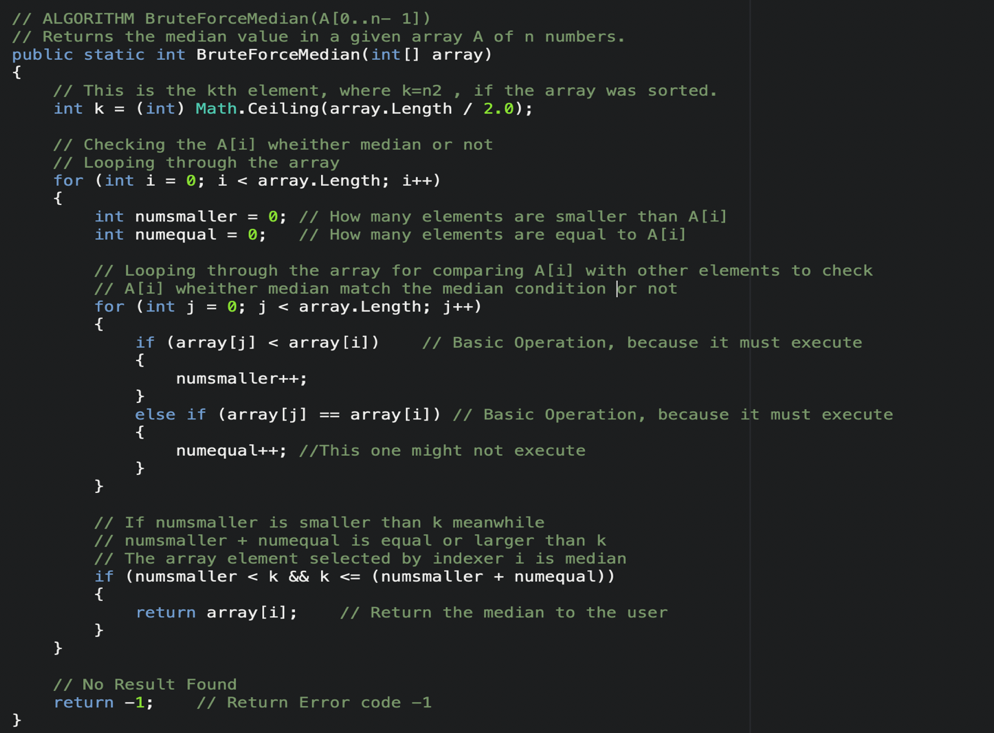 // ALGORITHM BruteForceMedian(A[0..n- 1])
// Returns the median value in a given array A of n numbers.
public static int BruteForceMedian(int[] array)
{
    // This is the kth element, where k=n2 , if the array was sorted.
    int k = (int) Math.Ceiling(array.Length / 2.0);

    // Checking the A[i] wheither median or not
    // Looping through the array
    for (int i = 0; i < array.Length; i++)
    {
        int numsmaller = 0; // How many elements are smaller than A[i]
        int numequal = 0;   // How many elements are equal to A[i]

        // Looping through the array for comparing A[i] with other elements to check
        // A[i] wheither median match the median condition or not
        for (int j = 0; j < array.Length; j++)
        {
            if (array[j] < array[i])    // Basic Operation, because it must execute
            {
                numsmaller++;
            }
            else if (array[j] == array[i]) // Basic Operation, because it must execute
            {
                numequal++; //This one might not execute
            }
        }

        // If numsmaller is smaller than k meanwhile
        // numsmaller + numequal is equal or larger than k
        // The array element selected by indexer i is median
        if (numsmaller < k && k <= (numsmaller + numequal))
        {
            return array[i];    // Return the median to the user
        }
    }

    // No Result Found
    return -1;    // Return Error code -1
}